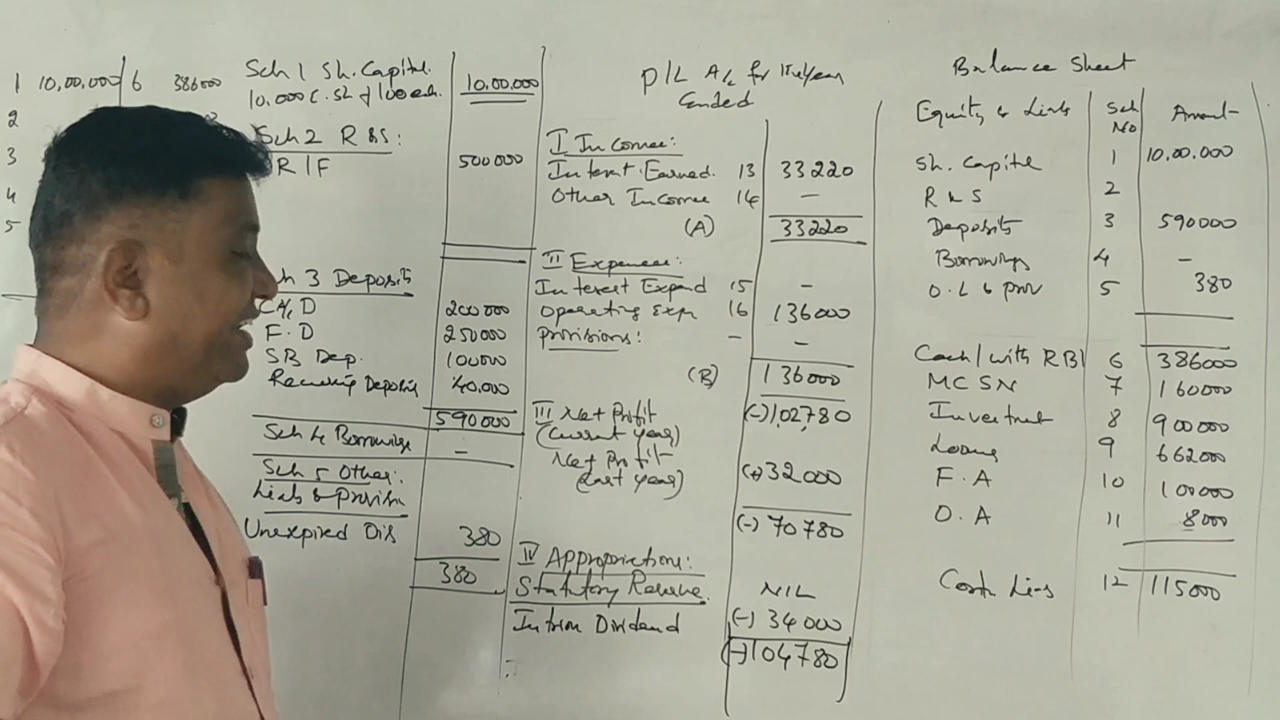 1 10,00,000 6 386000
2
3
4
5
Sch 1 Sh. Capital.
10.000 E. Sh of 100 each. 10,00,000
Sch 2 R & S:
R I F 500000
Sch 3 Deposits
C A/c D 200000
F. D 250000
SB Dep. 100000
Recurring Deposits 40,000
590000
Sch 4 Borrowings –
Sch 5 Other:
Liabs & Provision
Unexpired Dis 380
380
P/L A/c for the year
Ended
I Income:
Interest Earned. 13 33220
Other Income 14 –
(A) 33220
II Expenses:
Interest Expend 15 –
Operating Exp. 16 136000
Provisions: – –
(B) 136000
III Net Profit (-) 1,02,780
(Current year)
Net Profit (+) 32000
(Last year)
(-) 70780
IV Appropriations:
Statutory Reserve. NIL
Intrim Dividend (-) 34000
(-) 104780
Balance Sheet
Equity & Liabs Sch No Amount
Sh. Capital 1 10,00,000
R & S 2
Deposits 3 590000
Borrowings 4 –
O. L & Prov 5 380
Cash/with RBI 6 386000
MCSN 7 160000
Investment 8 900000
Loans 9 662000
F. A 10 100000
O. A 11 8000
Cont. Liabs 12 115000